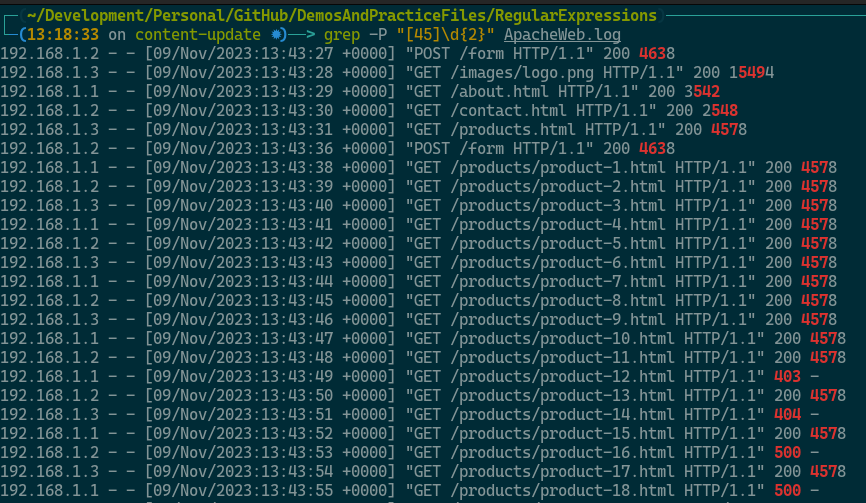 ~/Development/Personal/GitHub/DemosAndPracticeFiles/RegularExpressions
(13:18:33 on content-update ✹)──> grep -P "[45]\d{2}" ApacheWeb.log
192.168.1.2 - - [09/Nov/2023:13:43:27 +0000] "POST /form HTTP/1.1" 200 4638
192.168.1.3 - - [09/Nov/2023:13:43:28 +0000] "GET /images/logo.png HTTP/1.1" 200 15494
192.168.1.1 - - [09/Nov/2023:13:43:29 +0000] "GET /about.html HTTP/1.1" 200 3542
192.168.1.2 - - [09/Nov/2023:13:43:30 +0000] "GET /contact.html HTTP/1.1" 200 2548
192.168.1.3 - - [09/Nov/2023:13:43:31 +0000] "GET /products.html HTTP/1.1" 200 4578
192.168.1.2 - - [09/Nov/2023:13:43:36 +0000] "POST /form HTTP/1.1" 200 4638
192.168.1.1 - - [09/Nov/2023:13:43:38 +0000] "GET /products/product-1.html HTTP/1.1" 200 4578
192.168.1.2 - - [09/Nov/2023:13:43:39 +0000] "GET /products/product-2.html HTTP/1.1" 200 4578
192.168.1.3 - - [09/Nov/2023:13:43:40 +0000] "GET /products/product-3.html HTTP/1.1" 200 4578
192.168.1.1 - - [09/Nov/2023:13:43:41 +0000] "GET /products/product-4.html HTTP/1.1" 200 4578
192.168.1.2 - - [09/Nov/2023:13:43:42 +0000] "GET /products/product-5.html HTTP/1.1" 200 4578
192.168.1.3 - - [09/Nov/2023:13:43:43 +0000] "GET /products/product-6.html HTTP/1.1" 200 4578
192.168.1.1 - - [09/Nov/2023:13:43:44 +0000] "GET /products/product-7.html HTTP/1.1" 200 4578
192.168.1.2 - - [09/Nov/2023:13:43:45 +0000] "GET /products/product-8.html HTTP/1.1" 200 4578
192.168.1.3 - - [09/Nov/2023:13:43:46 +0000] "GET /products/product-9.html HTTP/1.1" 200 4578
192.168.1.1 - - [09/Nov/2023:13:43:47 +0000] "GET /products/product-10.html HTTP/1.1" 200 4578
192.168.1.2 - - [09/Nov/2023:13:43:48 +0000] "GET /products/product-11.html HTTP/1.1" 200 4578
192.168.1.1 - - [09/Nov/2023:13:43:49 +0000] "GET /products/product-12.html HTTP/1.1" 403 -
192.168.1.2 - - [09/Nov/2023:13:43:50 +0000] "GET /products/product-13.html HTTP/1.1" 200 4578
192.168.1.3 - - [09/Nov/2023:13:43:51 +0000] "GET /products/product-14.html HTTP/1.1" 404 -
192.168.1.1 - - [09/Nov/2023:13:43:52 +0000] "GET /products/product-15.html HTTP/1.1" 200 4578
192.168.1.2 - - [09/Nov/2023:13:43:53 +0000] "GET /products/product-16.html HTTP/1.1" 500 -
192.168.1.3 - - [09/Nov/2023:13:43:54 +0000] "GET /products/product-17.html HTTP/1.1" 200 4578
192.168.1.1 - - [09/Nov/2023:13:43:55 +0000] "GET /products/product-18.html HTTP/1.1" 500 -